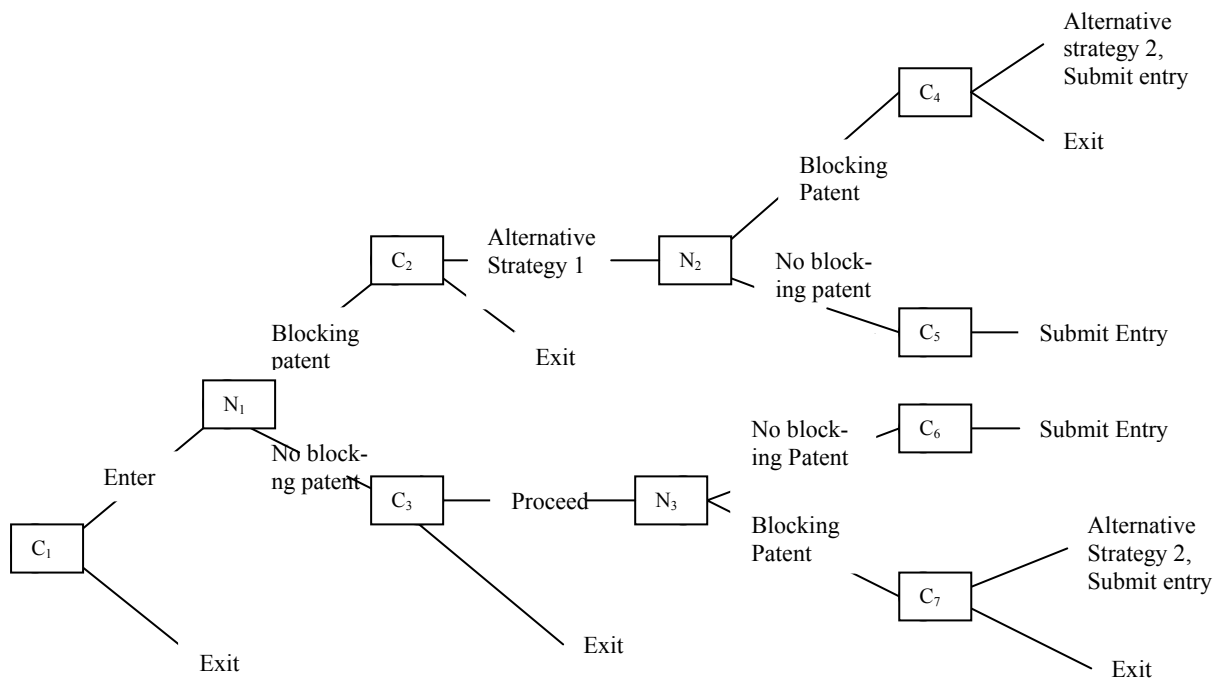 Alternative
strategy 2,
Submit entry
C4
Exit
Blocking
Patent
Alternative
Strategy 1
C2
N2
No block-
ing patent
Blocking
patent
Exit
C5
Submit Entry
N1
No block-
ing Patent
C6
Submit Entry
Enter
No block-
ng patent
C3
Proceed
N3
Blocking
Patent
Alternative
Strategy 2,
Submit entry
C1
C7
Exit
Exit
Exit